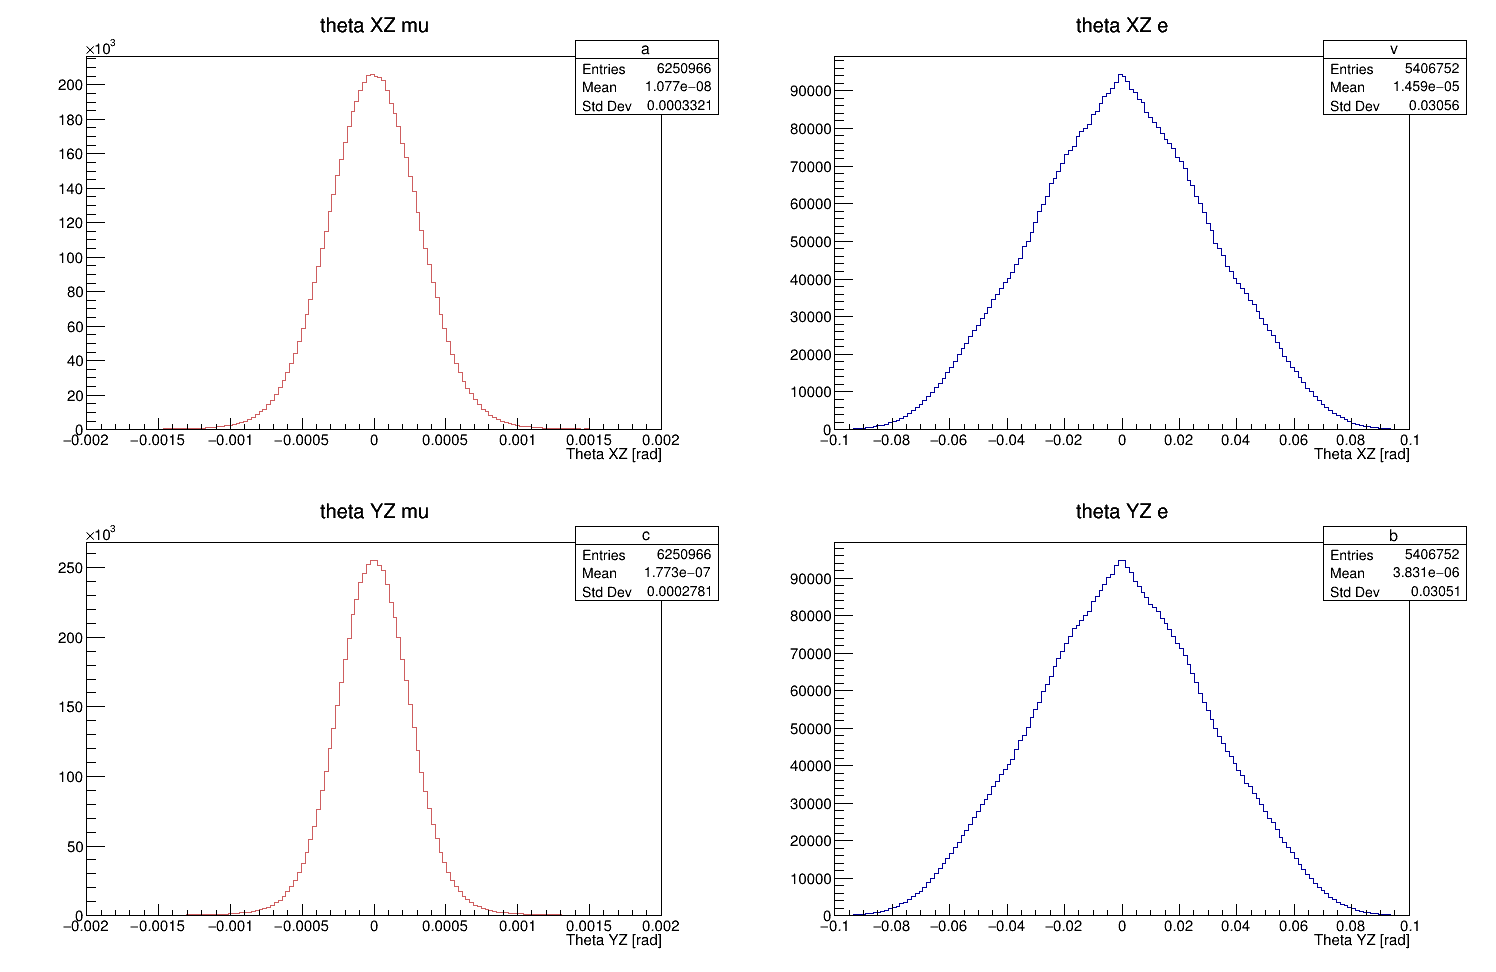 theta XZ mu
×10³
a
Entries 6250966
Mean 1.077e−08
Std Dev 0.0003321
200
180
160
140
120
100
80
60
40
20
0
−0.002 −0.0015 −0.001 −0.0005 0 0.0005 0.001 0.0015 0.002
Theta XZ [rad]
theta XZ e
v
Entries 5406752
Mean 1.459e−05
Std Dev 0.03056
90000
80000
70000
60000
50000
40000
30000
20000
10000
0
−0.1 −0.08 −0.06 −0.04 −0.02 0 0.02 0.04 0.06 0.08 0.1
Theta XZ [rad]
theta YZ mu
×10³
c
Entries 6250966
Mean 1.773e−07
Std Dev 0.0002781
250
200
150
100
50
0
−0.002 −0.0015 −0.001 −0.0005 0 0.0005 0.001 0.0015 0.002
Theta YZ [rad]
theta YZ e
b
Entries 5406752
Mean 3.831e−06
Std Dev 0.03051
90000
80000
70000
60000
50000
40000
30000
20000
10000
0
−0.1 −0.08 −0.06 −0.04 −0.02 0 0.02 0.04 0.06 0.08 0.1
Theta YZ [rad]